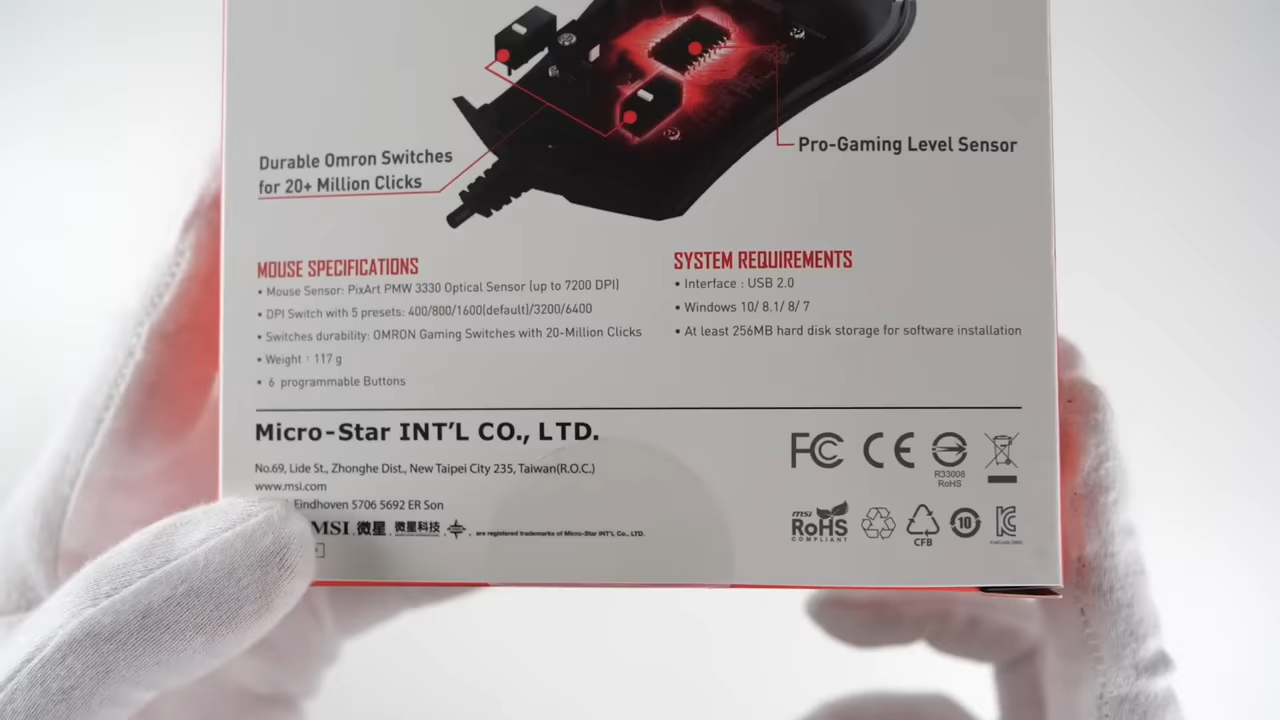 Durable Omron Switches
for 20+ Million Clicks
Pro-Gaming Level Sensor
MOUSE SPECIFICATIONS
• Mouse Sensor: PixArt PMW 3330 Optical Sensor (up to 7200 DPI)
• DPI Switch with 5 presets: 400/800/1600(default)/3200/6400
• Switches durability: OMRON Gaming Switches with 20-Million Clicks
• Weight : 117 g
• 6 programmable Buttons
SYSTEM REQUIREMENTS
• Interface : USB 2.0
• Windows 10/ 8.1/ 8/ 7
• At least 256MB hard disk storage for software installation
Micro-Star INT'L CO., LTD.
No.69, Lide St., Zhonghe Dist., New Taipei City 235, Taiwan(R.O.C.)
www.msi.com
Eindhoven 5706 5692 ER Son
MSI, 微星, 微星科技, are registered trademarks of Micro-Star INT'L Co., LTD.
FC CE
R33008
RoHS
msi
RoHS
COMPLIANT
CFB
10